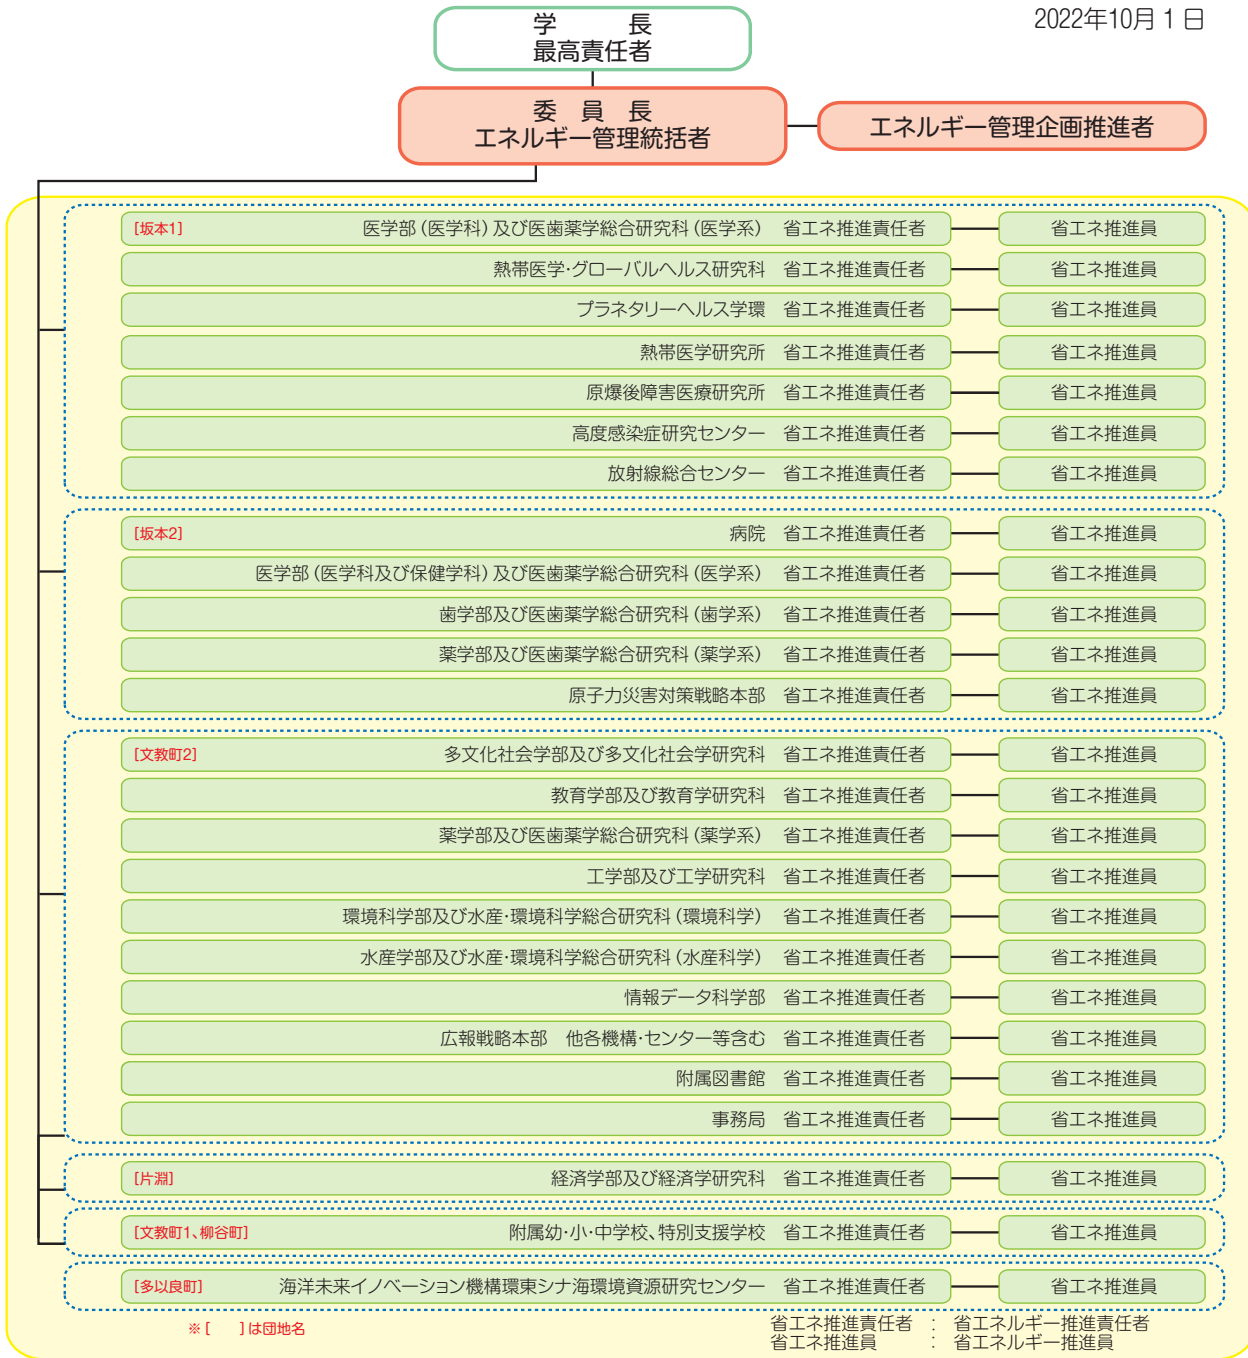 2022年10月1日
学　　　長
最高責任者
委　員　長
エネルギー管理統括者
エネルギー管理企画推進者
[坂本1] 医学部（医学科）及び医歯薬学総合研究科（医学系） 省エネ推進責任者 省エネ推進員
熱帯医学・グローバルヘルス研究科 省エネ推進責任者 省エネ推進員
プラネタリーヘルス学環 省エネ推進責任者 省エネ推進員
熱帯医学研究所 省エネ推進責任者 省エネ推進員
原爆後障害医療研究所 省エネ推進責任者 省エネ推進員
高度感染症研究センター 省エネ推進責任者 省エネ推進員
放射線総合センター 省エネ推進責任者 省エネ推進員
[坂本2] 病院 省エネ推進責任者 省エネ推進員
医学部（医学科及び保健学科）及び医歯薬学総合研究科（医学系） 省エネ推進責任者 省エネ推進員
歯学部及び医歯薬学総合研究科（歯学系） 省エネ推進責任者 省エネ推進員
薬学部及び医歯薬学総合研究科（薬学系） 省エネ推進責任者 省エネ推進員
原子力災害対策戦略本部 省エネ推進責任者 省エネ推進員
[文教町2] 多文化社会学部及び多文化社会学研究科 省エネ推進責任者 省エネ推進員
教育学部及び教育学研究科 省エネ推進責任者 省エネ推進員
薬学部及び医歯薬学総合研究科（薬学系） 省エネ推進責任者 省エネ推進員
工学部及び工学研究科 省エネ推進責任者 省エネ推進員
環境科学部及び水産・環境科学総合研究科（環境科学） 省エネ推進責任者 省エネ推進員
水産学部及び水産・環境科学総合研究科（水産科学） 省エネ推進責任者 省エネ推進員
情報データ科学部 省エネ推進責任者 省エネ推進員
広報戦略本部　他各機構・センター等含む 省エネ推進責任者 省エネ推進員
附属図書館 省エネ推進責任者 省エネ推進員
事務局 省エネ推進責任者 省エネ推進員
[片淵] 経済学部及び経済学研究科 省エネ推進責任者 省エネ推進員
[文教町1、柳谷町] 附属幼・小・中学校、特別支援学校 省エネ推進責任者 省エネ推進員
[多以良町] 海洋未来イノベーション機構環東シナ海環境資源研究センター 省エネ推進責任者 省エネ推進員
※[　　]は団地名
省エネ推進責任者　：　省エネルギー推進責任者
省エネ推進員　　　：　省エネルギー推進員